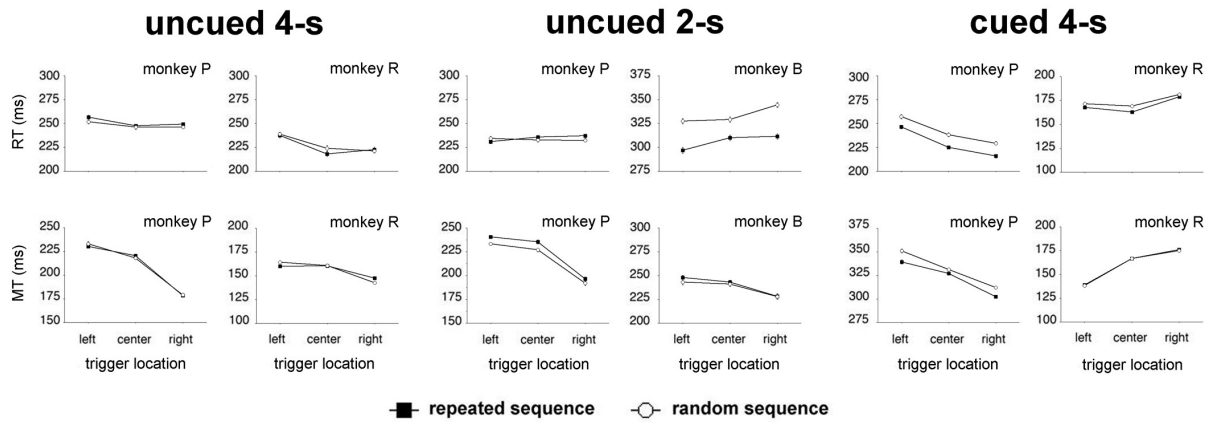 uncued 4-s uncued 2-s cued 4-s
monkey P monkey R monkey P monkey B monkey P monkey R
RT (ms)
300 300 300 375 300 200
275 275 275 350 275 175
250 250 250 325 250 150
225 225 225 300 225 125
200 200 200 275 200 100
monkey P monkey R monkey P monkey B monkey P monkey R
MT (ms)
250 200 250 300 375 200
225 175 225 275 350 175
200 150 200 250 325 150
175 125 175 225 300 125
150 100 150 200 275 100
left center right left center right left center right left center right left center right left center right
trigger location trigger location trigger location trigger location trigger location trigger location
repeated sequence random sequence